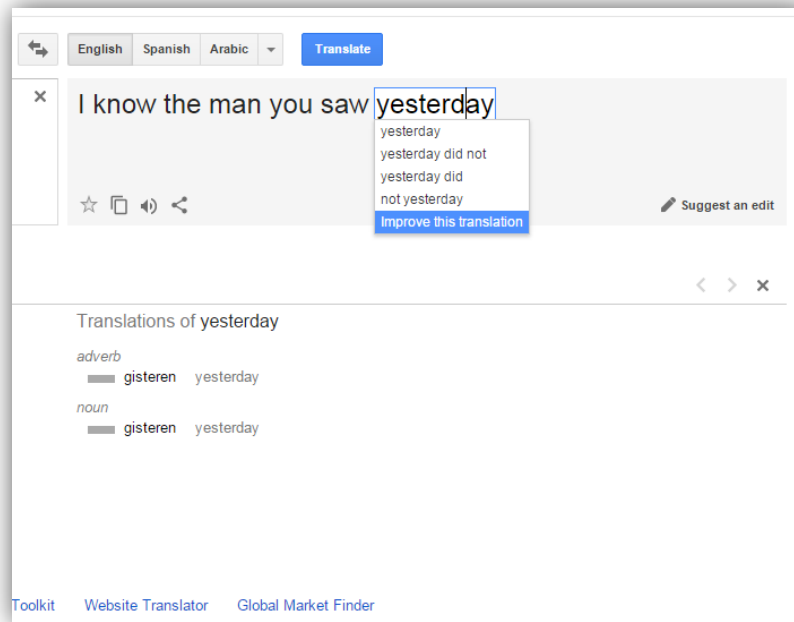 English Spanish Arabic Translate
I know the man you saw yesterday
yesterday
yesterday did not
yesterday did
not yesterday
Improve this translation
Suggest an edit
Translations of yesterday
adverb
gisteren yesterday
noun
gisteren yesterday
Toolkit Website Translator Global Market Finder